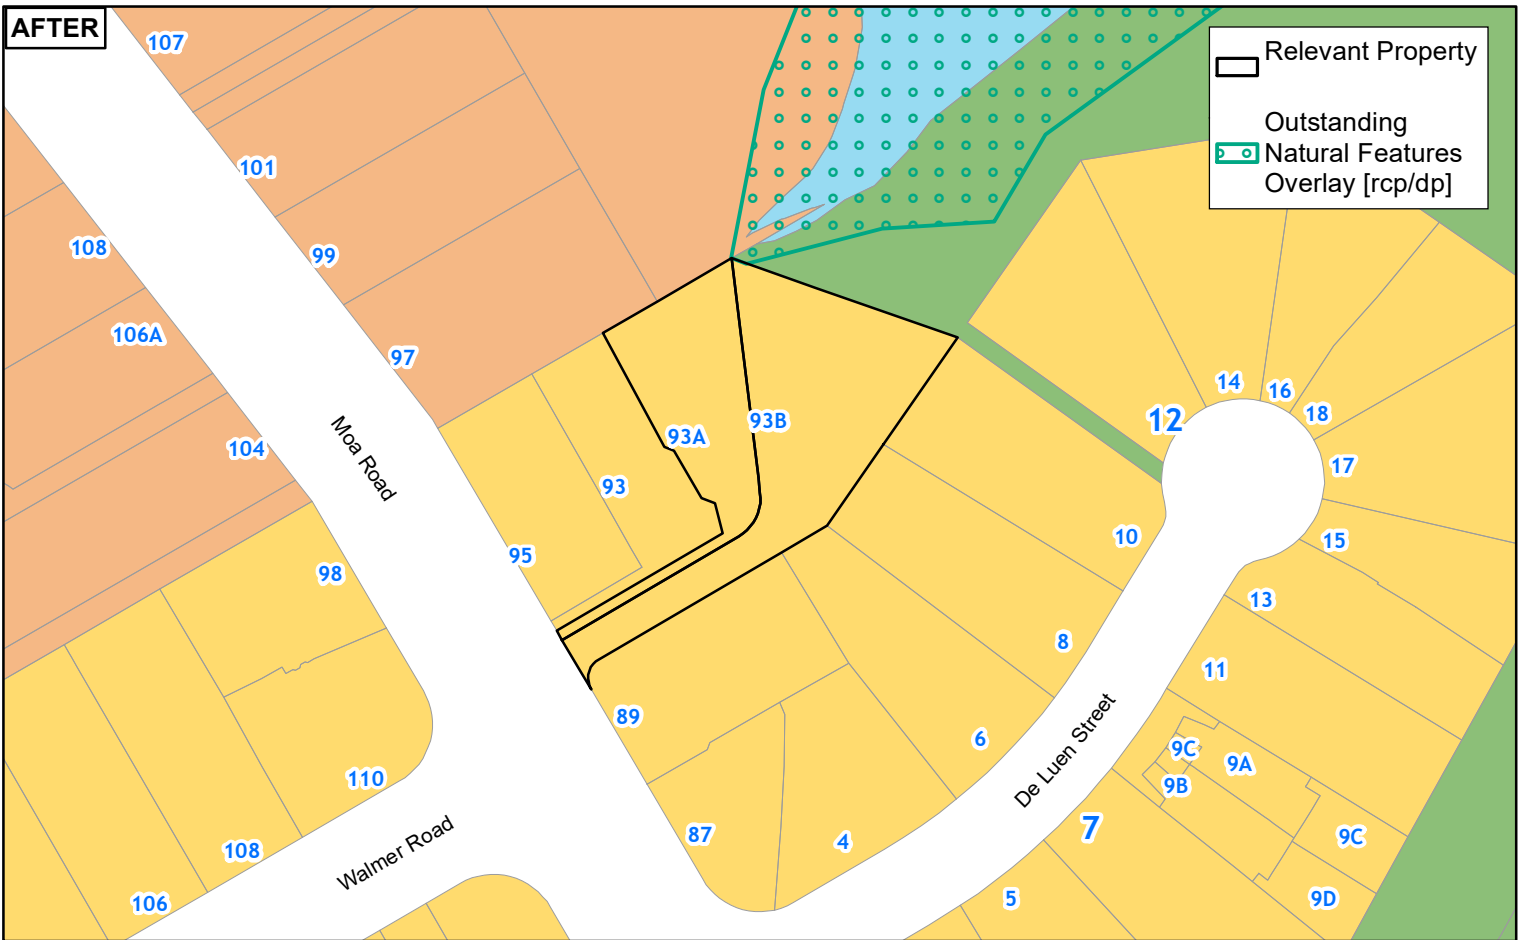 AFTER
Relevant Property
Outstanding
Natural Features
Overlay [rcp/dp]
107
101
99
97
108
106A
104
Moa Road
93A
93B
93
95
98
110
108
106
Walmer Road
89
87
4
6
8
10
12
14
16
18
17
15
13
11
De Luen Street
9C
9A
9B
7
9C
9D
5